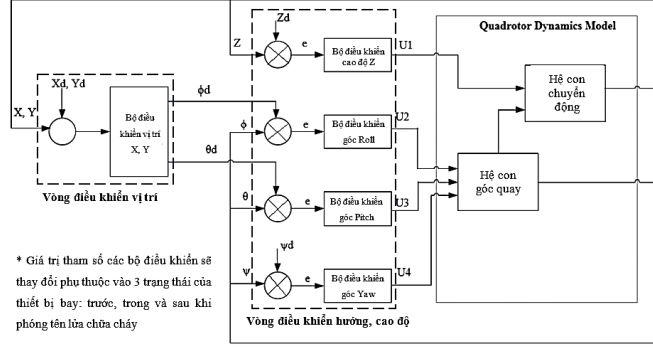 Zd
Quadrotor Dynamics Model
Z
e
Bộ điều khiển
cao độ Z
U1
Hệ con
chuyển
động
Xd, Yd
X, Y
Bộ điều
khiển vị trí
X, Y
ϕd
ϕ
e
Bộ điều khiển
góc Roll
U2
θd
Hệ con
góc quay
Vòng điều khiển vị trí
θ
e
Bộ điều khiển
góc Pitch
U3
ψd
ψ
e
Bộ điều khiển
góc Yaw
U4
* Giá trị tham số các bộ điều khiển sẽ
thay đổi phụ thuộc vào 3 trạng thái của
thiết bị bay: trước, trong và sau khi
phóng tên lửa chữa cháy
Vòng điều khiển hướng, cao độ